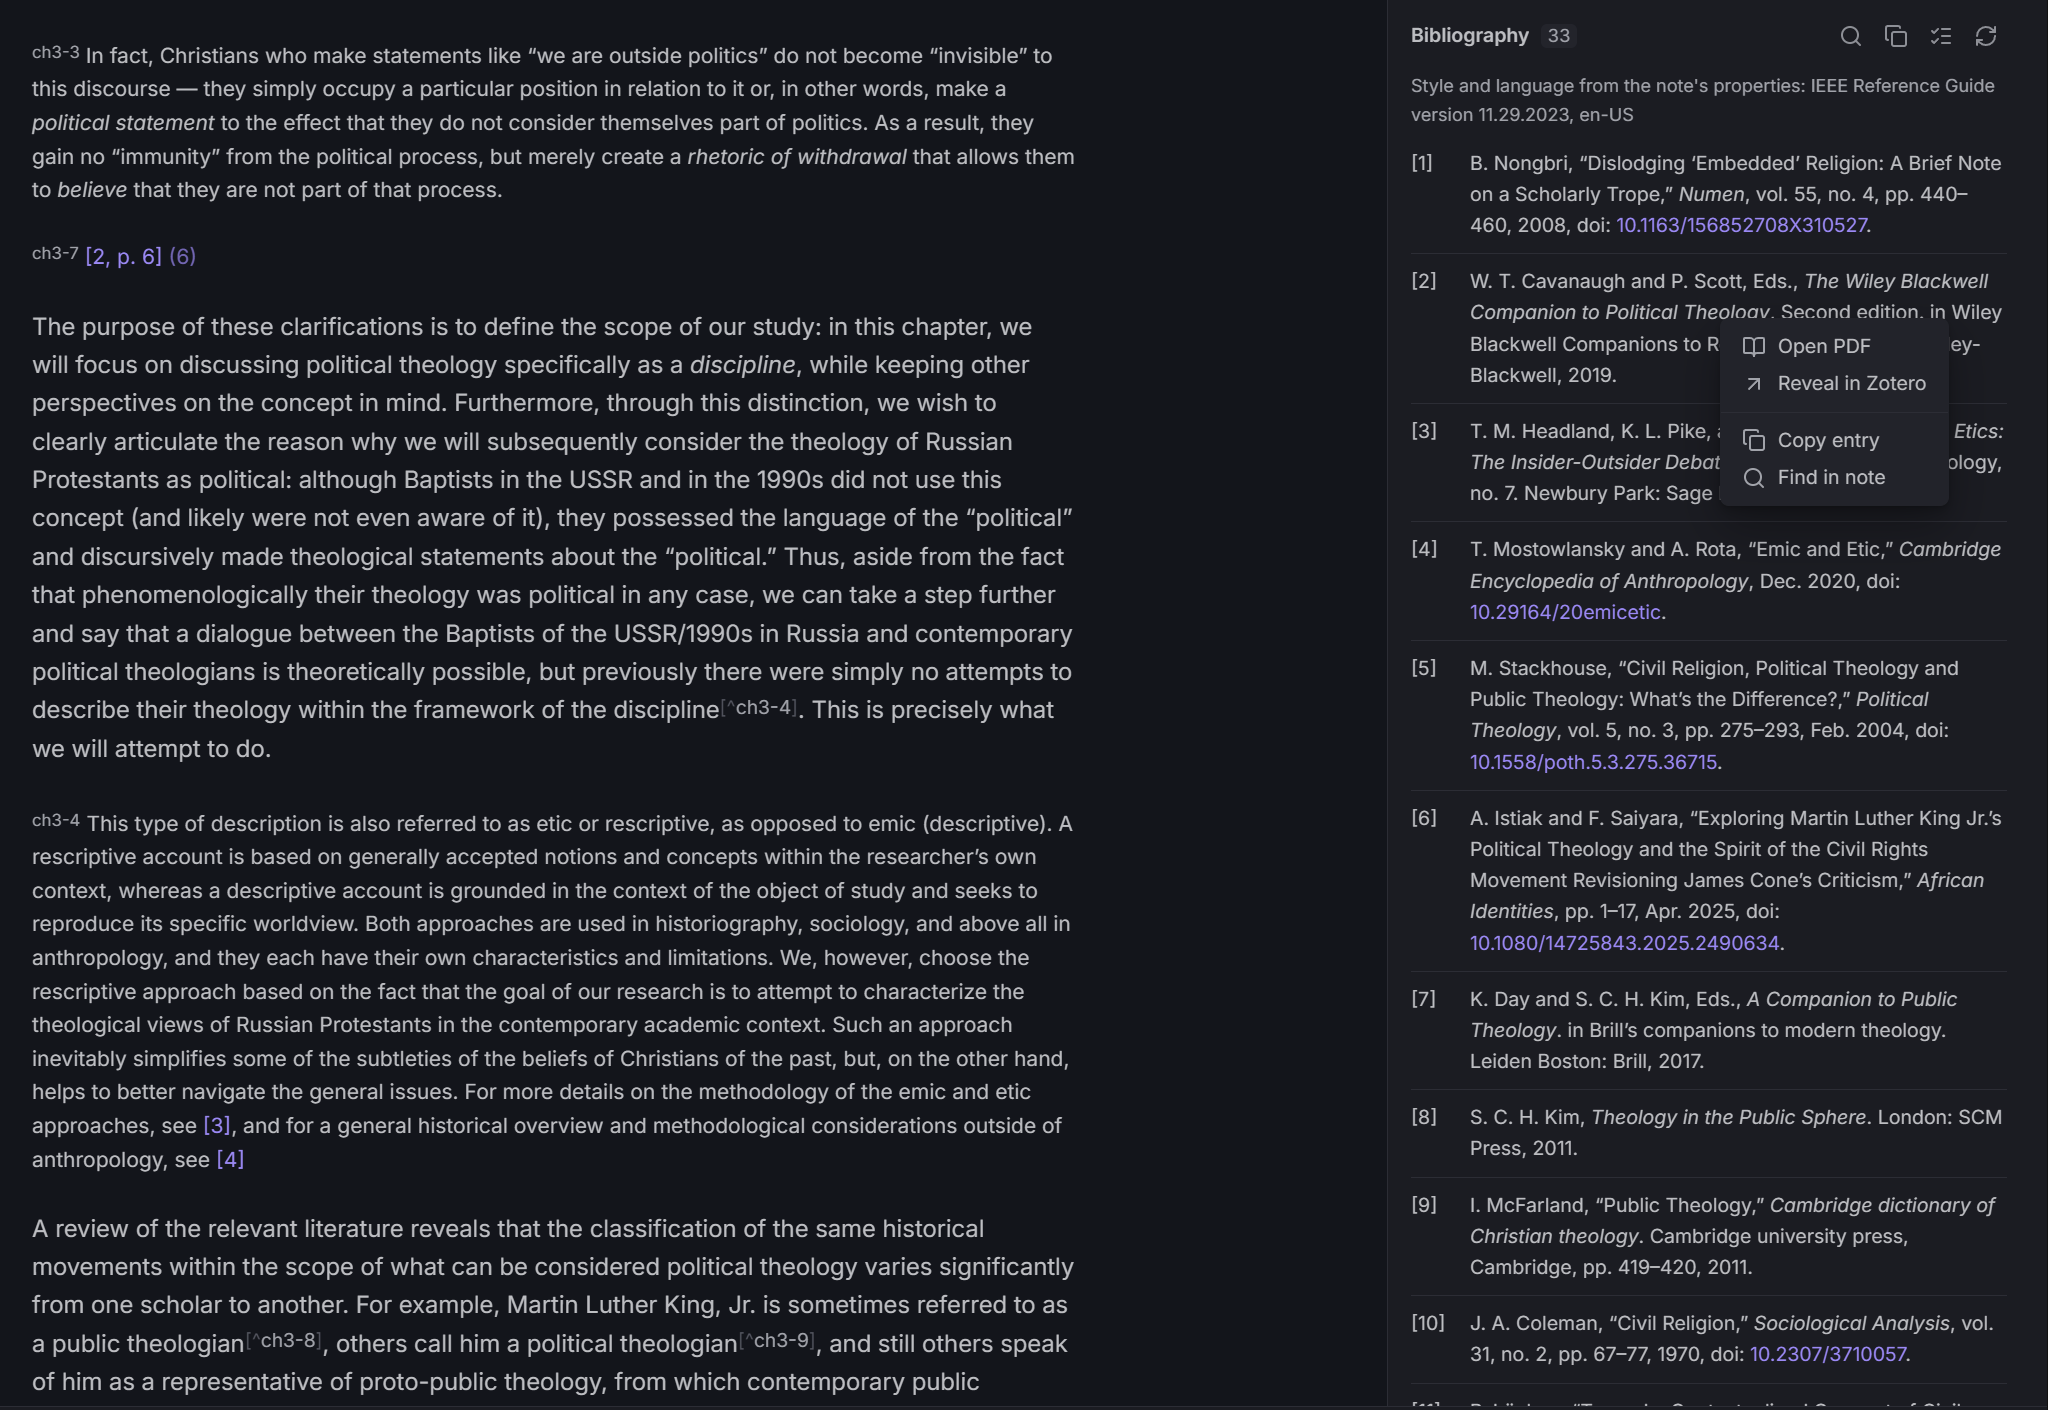 ch3-3 In fact, Christians who make statements like “we are outside politics” do not become “invisible” to
this discourse — they simply occupy a particular position in relation to it or, in other words, make a
political statement to the effect that they do not consider themselves part of politics. As a result, they
gain no “immunity” from the political process, but merely create a rhetoric of withdrawal that allows them
to believe that they are not part of that process.
ch3-7 [2, p. 6] (6)
The purpose of these clarifications is to define the scope of our study: in this chapter, we
will focus on discussing political theology specifically as a discipline, while keeping other
perspectives on the concept in mind. Furthermore, through this distinction, we wish to
clearly articulate the reason why we will subsequently consider the theology of Russian
Protestants as political: although Baptists in the USSR and in the 1990s did not use this
concept (and likely were not even aware of it), they possessed the language of the “political”
and discursively made theological statements about the “political.” Thus, aside from the fact
that phenomenologically their theology was political in any case, we can take a step further
and say that a dialogue between the Baptists of the USSR/1990s in Russia and contemporary
political theologians is theoretically possible, but previously there were simply no attempts to
describe their theology within the framework of the discipline[^ch3-4]. This is precisely what
we will attempt to do.
ch3-4 This type of description is also referred to as etic or rescriptive, as opposed to emic (descriptive). A
rescriptive account is based on generally accepted notions and concepts within the researcher’s own
context, whereas a descriptive account is grounded in the context of the object of study and seeks to
reproduce its specific worldview. Both approaches are used in historiography, sociology, and above all in
anthropology, and they each have their own characteristics and limitations. We, however, choose the
rescriptive approach based on the fact that the goal of our research is to attempt to characterize the
theological views of Russian Protestants in the contemporary academic context. Such an approach
inevitably simplifies some of the subtleties of the beliefs of Christians of the past, but, on the other hand,
helps to better navigate the general issues. For more details on the methodology of the emic and etic
approaches, see [3], and for a general historical overview and methodological considerations outside of
anthropology, see [4]
A review of the relevant literature reveals that the classification of the same historical
movements within the scope of what can be considered political theology varies significantly
from one scholar to another. For example, Martin Luther King, Jr. is sometimes referred to as
a public theologian[^ch3-8], others call him a political theologian[^ch3-9], and still others speak
of him as a representative of proto-public theology, from which contemporary public
Bibliography 33
Style and language from the note's properties: IEEE Reference Guide
version 11.29.2023, en-US
[1] B. Nongbri, “Dislodging ‘Embedded’ Religion: A Brief Note
on a Scholarly Trope,” Numen, vol. 55, no. 4, pp. 440–
460, 2008, doi: 10.1163/156852708X310527.
[2] W. T. Cavanaugh and P. Scott, Eds., The Wiley Blackwell
Companion to Political Theology, Second edition. in Wiley
Blackwell Companions to R ey-
Blackwell, 2019.
Open PDF
Reveal in Zotero
Copy entry
Find in note
[3] T. M. Headland, K. L. Pike, Etics:
The Insider-Outsider Debat ology,
no. 7. Newbury Park: Sage
[4] T. Mostowlansky and A. Rota, “Emic and Etic,” Cambridge
Encyclopedia of Anthropology, Dec. 2020, doi:
10.29164/20emicetic.
[5] M. Stackhouse, “Civil Religion, Political Theology and
Public Theology: What’s the Difference?,” Political
Theology, vol. 5, no. 3, pp. 275–293, Feb. 2004, doi:
10.1558/poth.5.3.275.36715.
[6] A. Istiak and F. Saiyara, “Exploring Martin Luther King Jr.’s
Political Theology and the Spirit of the Civil Rights
Movement Revisioning James Cone’s Criticism,” African
Identities, pp. 1–17, Apr. 2025, doi:
10.1080/14725843.2025.2490634.
[7] K. Day and S. C. H. Kim, Eds., A Companion to Public
Theology. in Brill’s companions to modern theology.
Leiden Boston: Brill, 2017.
[8] S. C. H. Kim, Theology in the Public Sphere. London: SCM
Press, 2011.
[9] I. McFarland, “Public Theology,” Cambridge dictionary of
Christian theology. Cambridge university press,
Cambridge, pp. 419–420, 2011.
[10] J. A. Coleman, “Civil Religion,” Sociological Analysis, vol.
31, no. 2, pp. 67–77, 1970, doi: 10.2307/3710057.